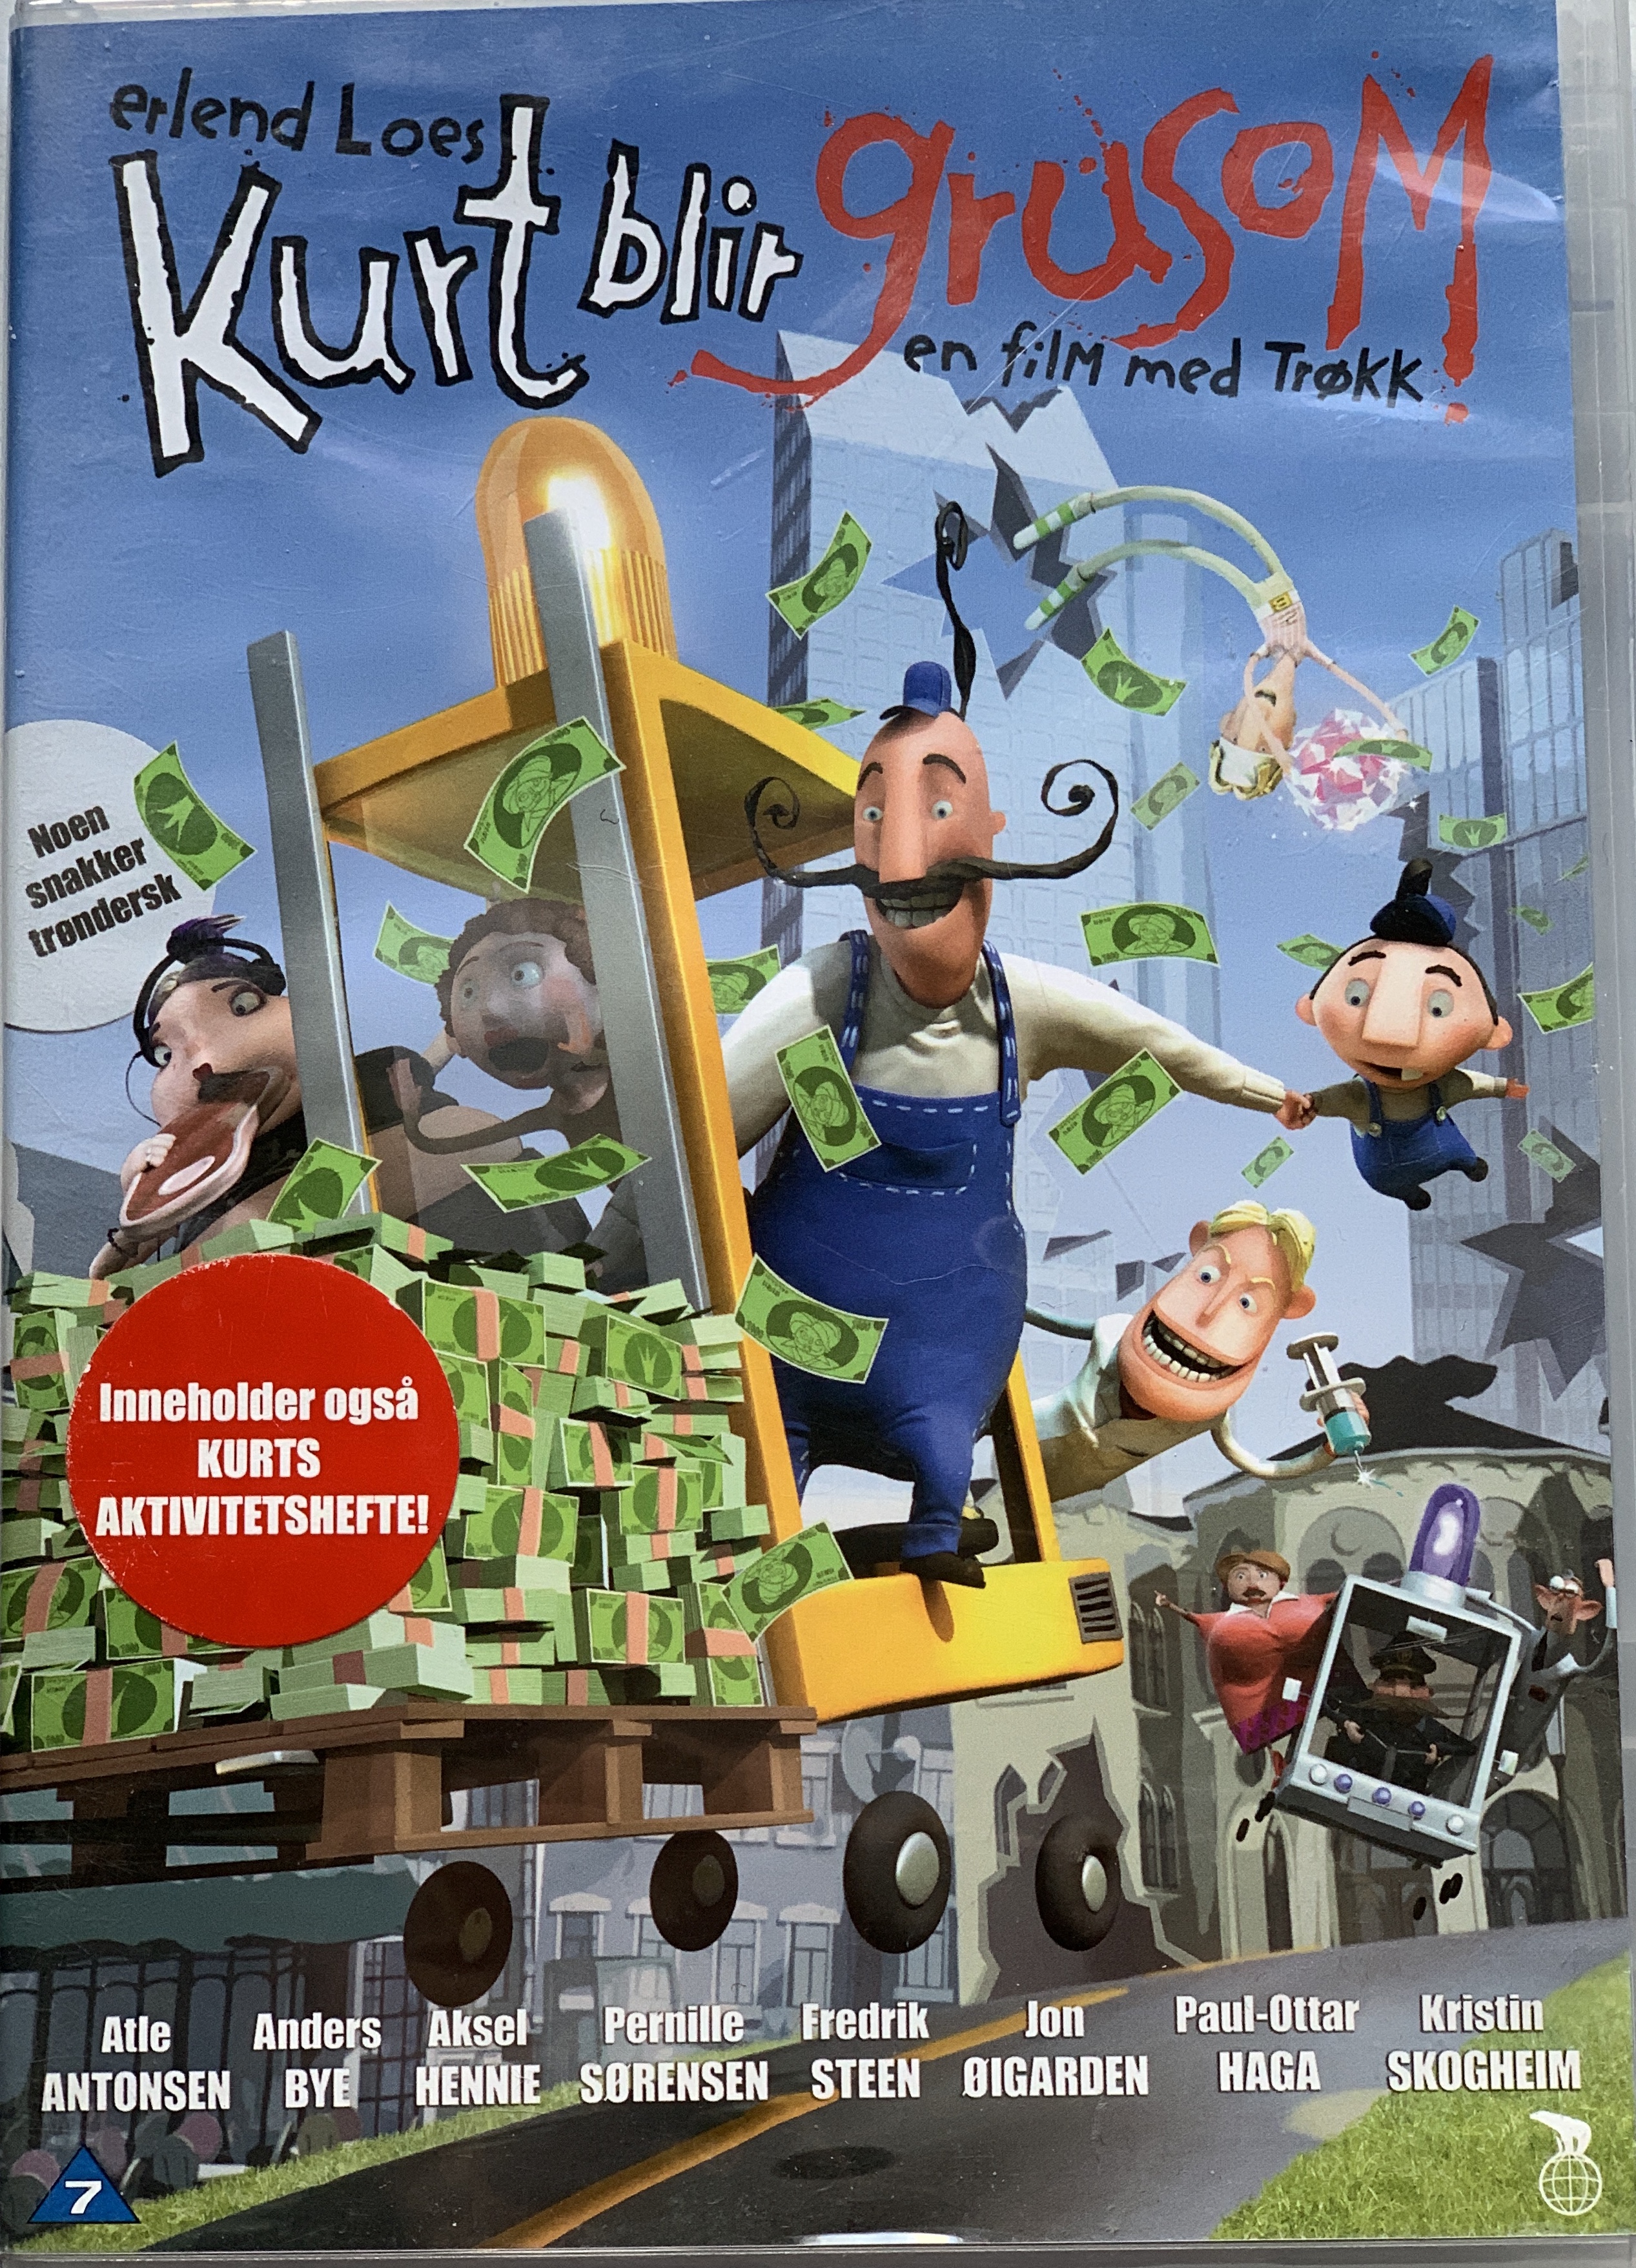 erlend Loes
Kurt blir grusom
en film med Trøkk!
Noen
snakker
trøndersk
Inneholder også
KURTS
AKTIVITETSHEFTE!
Atle
ANTONSEN
Anders
BYE
Aksel
HENNIE
Pernille
SØRENSEN
Fredrik
STEEN
Jon
ØIGARDEN
Paul-Ottar
HAGA
Kristin
SKOGHEIM
7